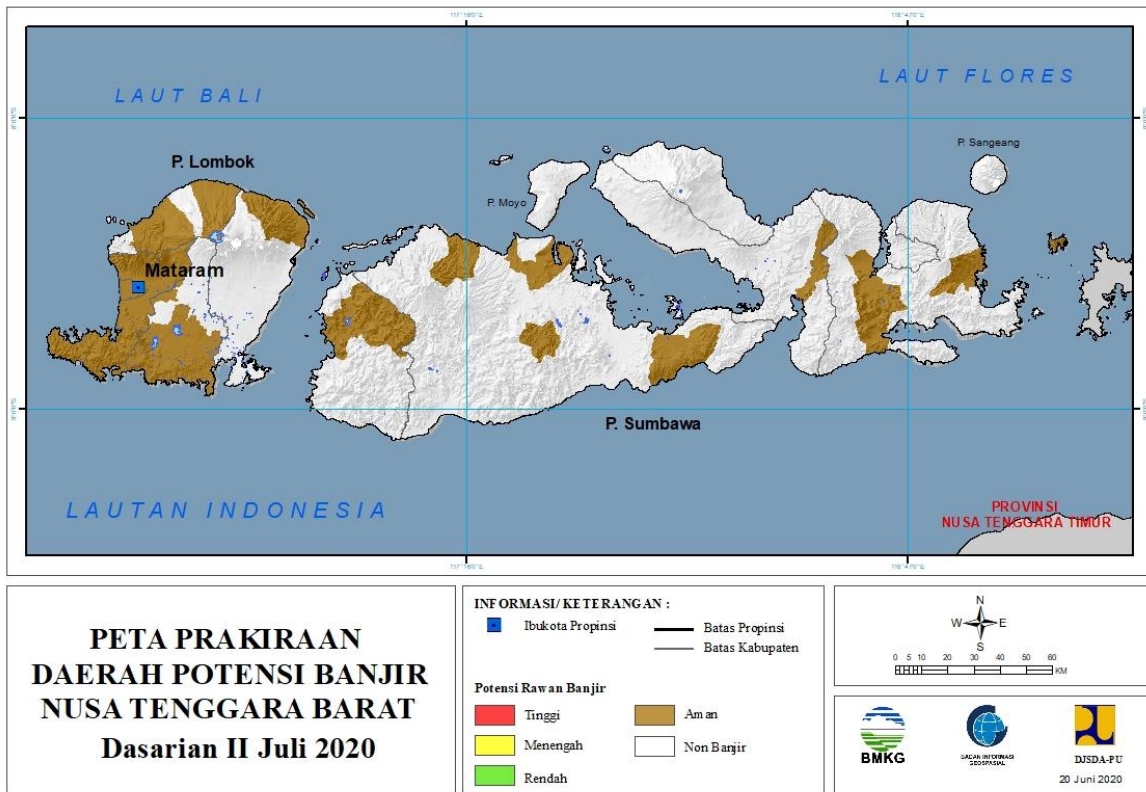 LAUT BALI
LAUT FLORES
P. Lombok
P. Sangeang
P. Moyo
Mataram
P. Sumbawa
LAUTAN INDONESIA
PROVINSI
NUSA TENGGARA TIMUR
PETA PRAKIRAAN
DAERAH POTENSI BANJIR
NUSA TENGGARA BARAT
Dasarian II Juli 2020
INFORMASI/ KETERANGAN :
Ibukota Propinsi
Batas Propinsi
Batas Kabupaten
Potensi Rawan Banjir
Tinggi
Aman
Menengah
Non Banjir
Rendah
N
W E
S
0 5 10 20 30 40 50 60
KM
BMKG
BADAN INFORMASI
GEOSPASIAL
DJSDA-PU
20 Juni 2020